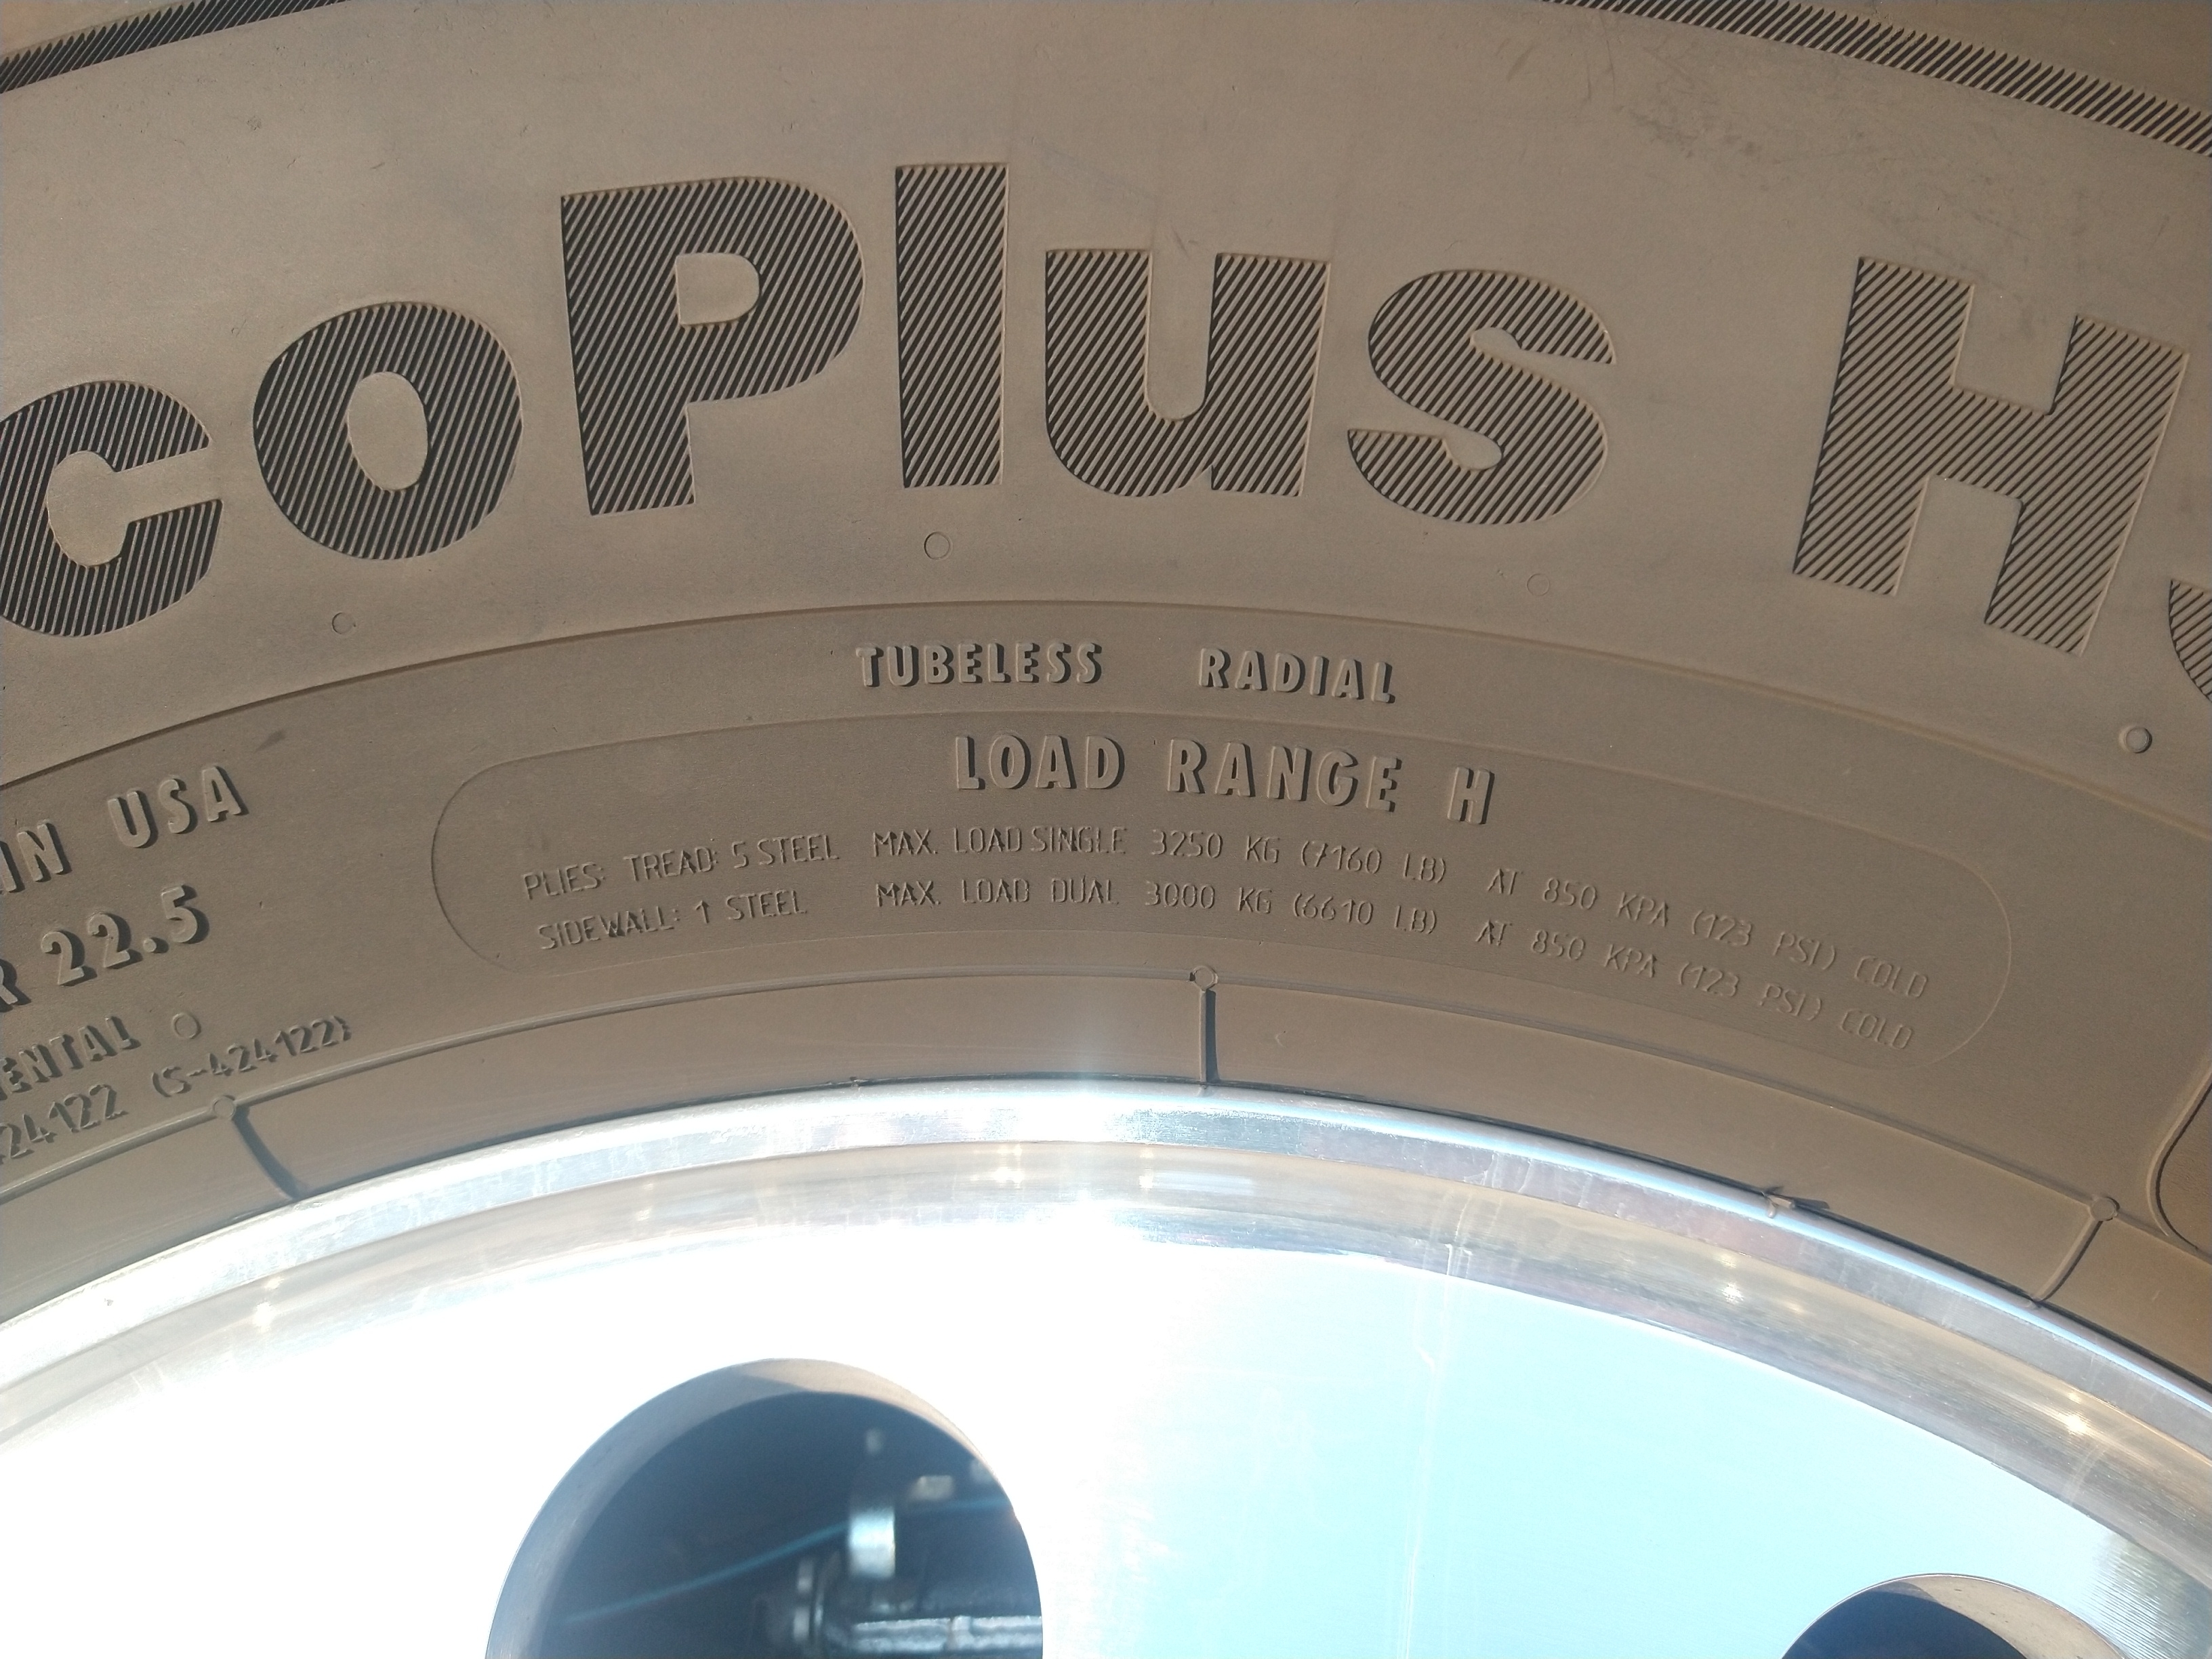 coPlus H
TUBELESS RADIAL
LOAD RANGE H
PLIES: TREAD: 5 STEEL MAX. LOAD SINGLE 3250 KG (7160 LB) AT 850 KPA (123 PSI) COLD
SIDEWALL: 1 STEEL MAX. LOAD DUAL 3000 KG (6610 LB) AT 850 KPA (123 PSI) COLD
IN USA
R 22.5
ENTAL
24122 (S-424122)